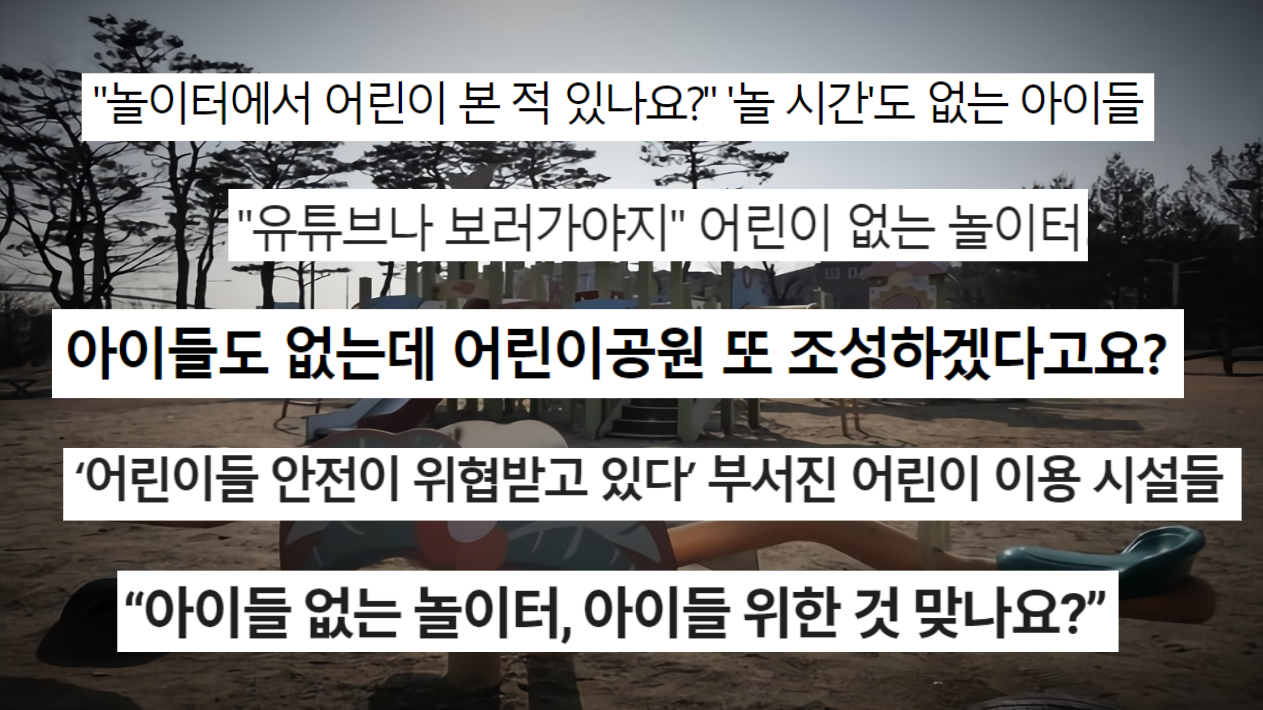 "놀이터에서 어린이 본 적 있나요?" '놀 시간'도 없는 아이들
"유튜브나 보러가야지" 어린이 없는 놀이터
아이들도 없는데 어린이공원 또 조성하겠다고요?
‘어린이들 안전이 위협받고 있다’ 부서진 어린이 이용 시설들
“아이들 없는 놀이터, 아이들 위한 것 맞나요?”